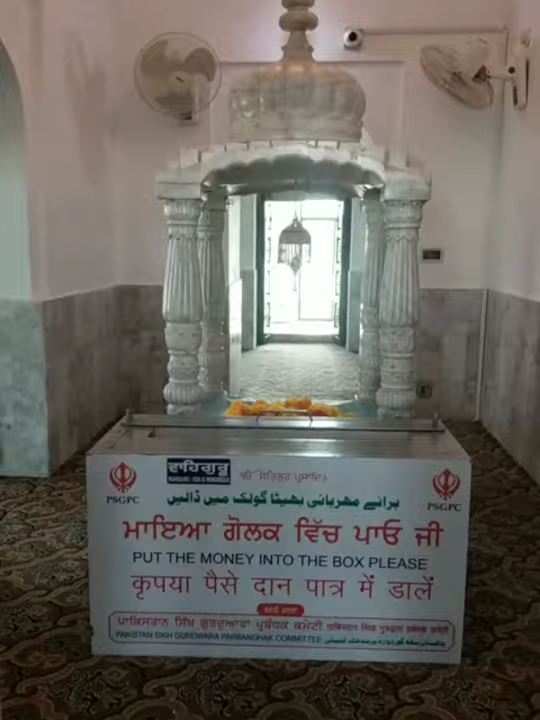 ਵਾਹਿਗੁਰੂ
ੴ ਸਤਿਗੁਰ ਪ੍ਰਸਾਦਿ॥
PSGPC
PSGPC
برائے مہربانی بھیٹا گولک میں ڈالیں
ਮਾਇਆ ਗੋਲਕ ਵਿੱਚ ਪਾਓ ਜੀ
PUT THE MONEY INTO THE BOX PLEASE
कृपया पैसे दान पात्र में डालें
ਪਾਕਿਸਤਾਨ ਸਿੱਖ ਗੁਰਦੁਆਰਾ ਪ੍ਰਬੰਧਕ ਕਮੇਟੀ
PAKISTAN SIKH GURDWARA PARBANDHAK COMMITTEE